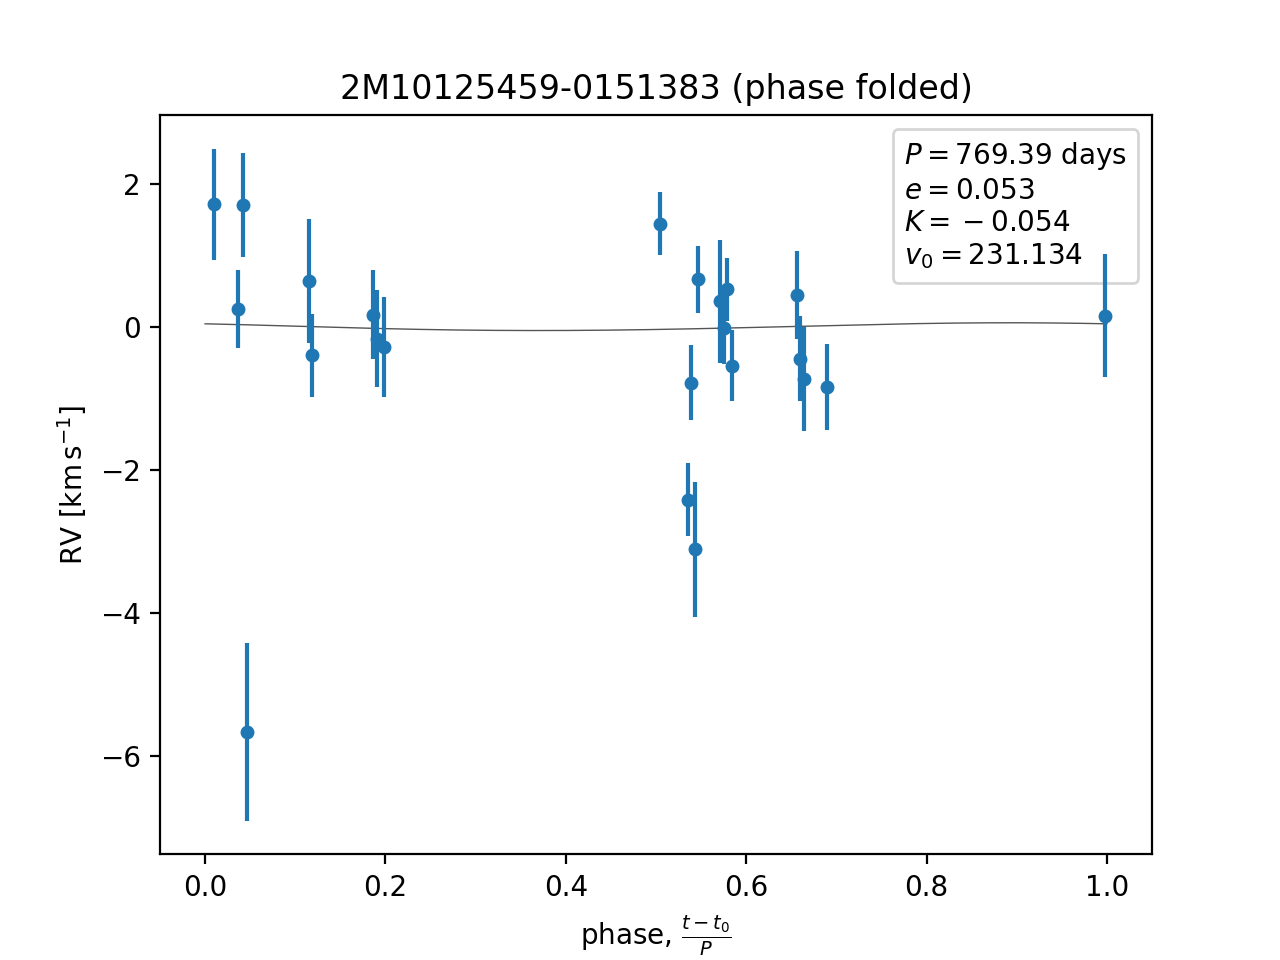 2M10125459-0151383 (phase folded)
P = 769.39 days
e = 0.053
K = −0.054
v₀ = 231.134
2
0
−2
−4
−6
RV [km s⁻¹]
0.0 0.2 0.4 0.6 0.8 1.0
phase, (t − t₀)/P